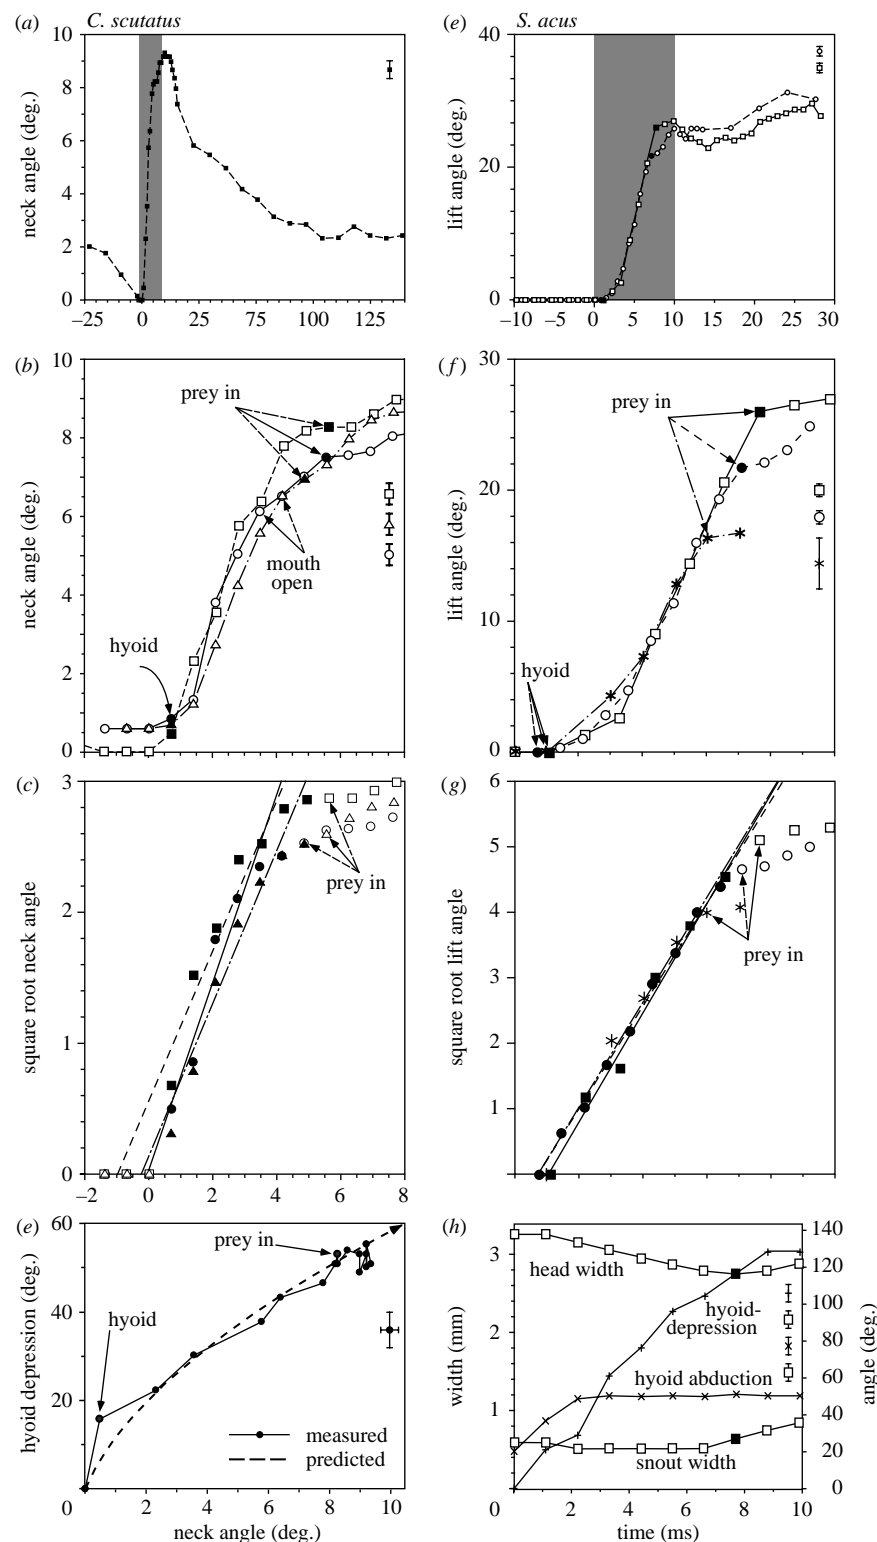 (a) C. scutatus
10
8
6
4
2
0
neck angle (deg.)
−25 0 25 75 100 125
(e) S. acus
40
20
0
lift angle (deg.)
−10 −5 0 5 10 15 20 25 30
(b)
10
8
6
4
2
0
neck angle (deg.)
prey in
mouth
open
hyoid
(f)
30
20
10
0
lift angle (deg.)
prey in
hyoid
(c)
3
2
1
0
square root neck angle
prey in
−2 0 2 4 6 8
(g)
6
5
4
3
2
1
0
square root lift angle
prey in
(e)
60
40
20
0
hyoid depression (deg.)
prey in
hyoid
measured
predicted
2 4 6 8 10
neck angle (deg.)
(h)
3
2
1
0
width (mm)
head width
hyoid-
depression
hyoid abduction
snout width
140
120
100
80
60
40
20
0
angle (deg.)
2 4 6 8 10
time (ms)